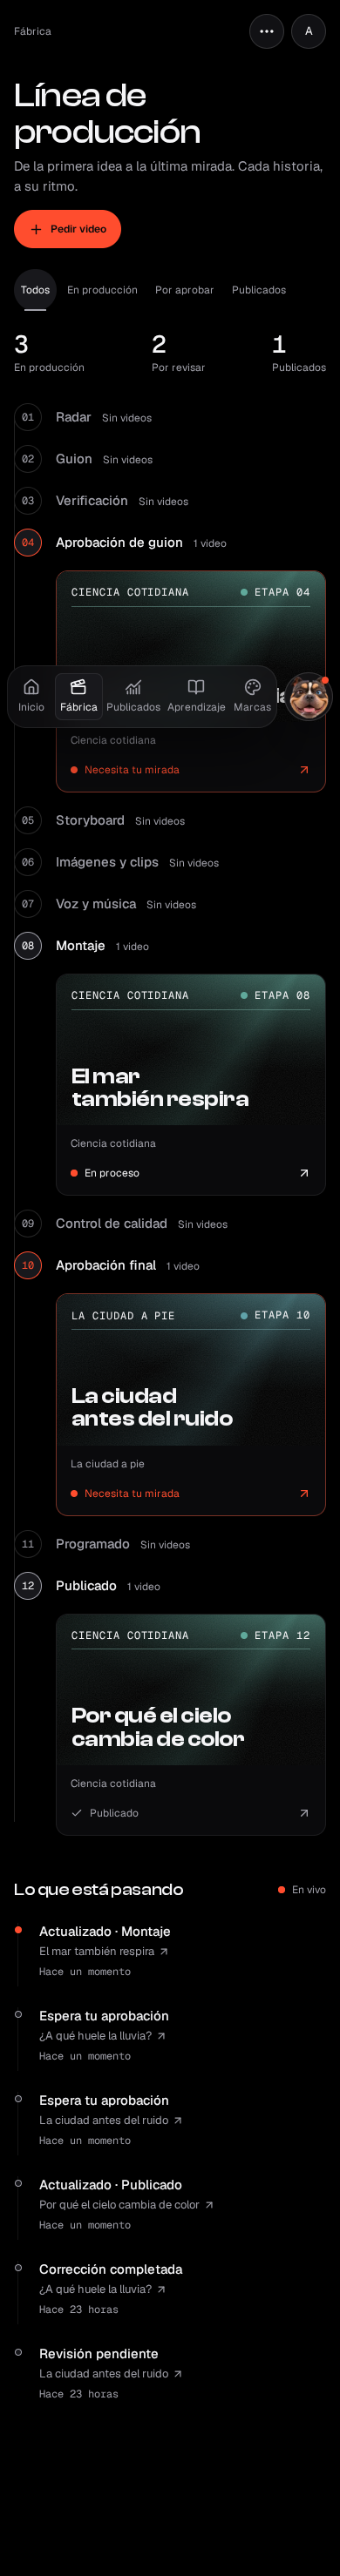 Fábrica
A
Línea de
producción
De la primera idea a la última mirada. Cada historia,
a su ritmo.
Pedir video
Todos En producción Por aprobar Publicados
3 2 1
En producción Por revisar Publicados
01 Radar Sin videos
02 Guion Sin videos
03 Verificación Sin videos
04 Aprobación de guion 1 video
CIENCIA COTIDIANA ETAPA 04
Inicio Fábrica Publicados Aprendizaje Marcas
Ciencia cotidiana
Necesita tu mirada
05 Storyboard Sin videos
06 Imágenes y clips Sin videos
07 Voz y música Sin videos
08 Montaje 1 video
CIENCIA COTIDIANA ETAPA 08
El mar
también respira
Ciencia cotidiana
En proceso
09 Control de calidad Sin videos
10 Aprobación final 1 video
LA CIUDAD A PIE ETAPA 10
La ciudad
antes del ruido
La ciudad a pie
Necesita tu mirada
11 Programado Sin videos
12 Publicado 1 video
CIENCIA COTIDIANA ETAPA 12
Por qué el cielo
cambia de color
Ciencia cotidiana
Publicado
Lo que está pasando En vivo
Actualizado · Montaje
El mar también respira
Hace un momento
Espera tu aprobación
¿A qué huele la lluvia?
Hace un momento
Espera tu aprobación
La ciudad antes del ruido
Hace un momento
Actualizado · Publicado
Por qué el cielo cambia de color
Hace un momento
Corrección completada
¿A qué huele la lluvia?
Hace 23 horas
Revisión pendiente
La ciudad antes del ruido
Hace 23 horas